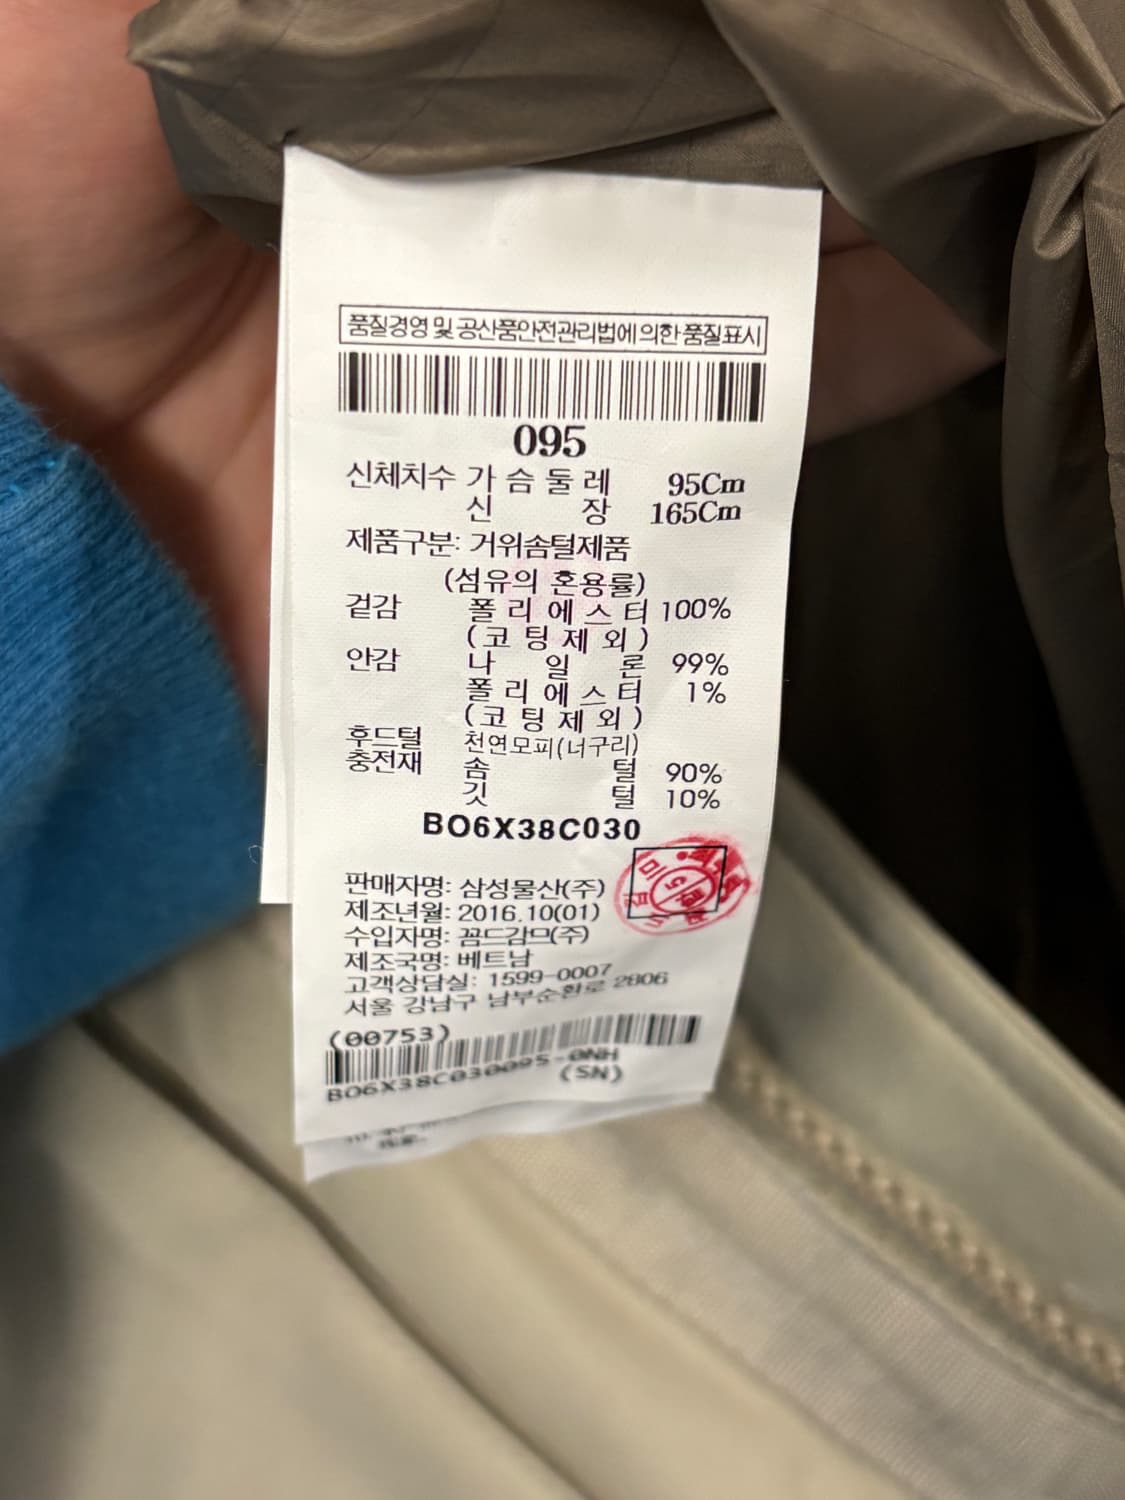 품질경영 및 공산품안전관리법에 의한 품질표시
095
신체치수 가슴둘레 95Cm
신장 165Cm
제품구분: 거위솜털제품
(섬유의 혼용률)
겉감 폴리에스터 100%
(코팅제외)
안감 나일론 99%
폴리에스터 1%
(코팅제외)
후드털 천연모피(너구리)
충전재 솜털 90%
깃털 10%
BO6X38C030
판매자명: 삼성물산(주)
제조년월: 2016.10(01)
수입자명: 꼼드감므(주)
제조국명: 베트남
고객상담실: 1599-0007
서울 강남구 남부순환로 2806
(00753)
BO6X38C030095-0NH
(SN)